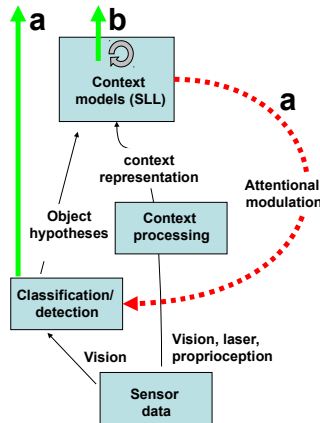 a
b
Context
models (SLL)
a
context
representation
Attentional
modulation
Object
hypotheses
Context
processing
Classification/
detection
Vision, laser,
proprioception
Vision
Sensor
data